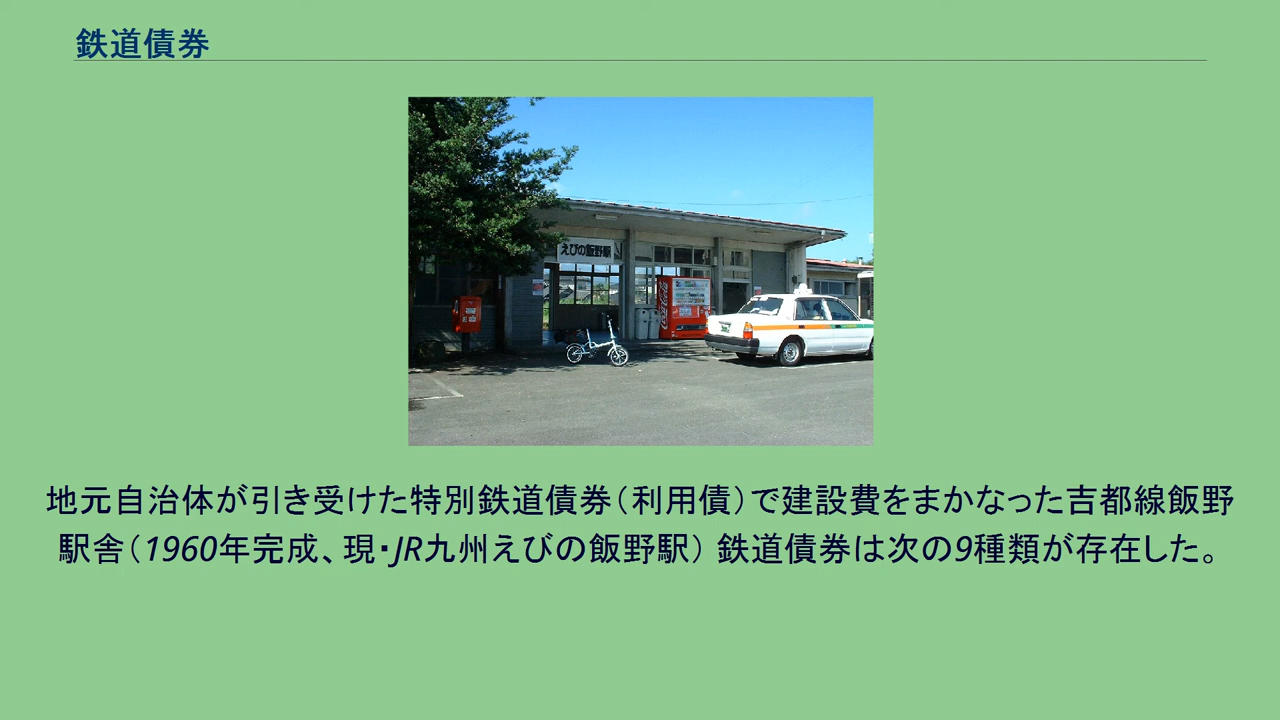 鉄道債券
えびの飯野駅
Coca-Cola
地元自治体が引き受けた特別鉄道債券（利用債）で建設費をまかなった吉都線飯野
駅舎（1960年完成、現・JR九州えびの飯野駅） 鉄道債券は次の9種類が存在した。